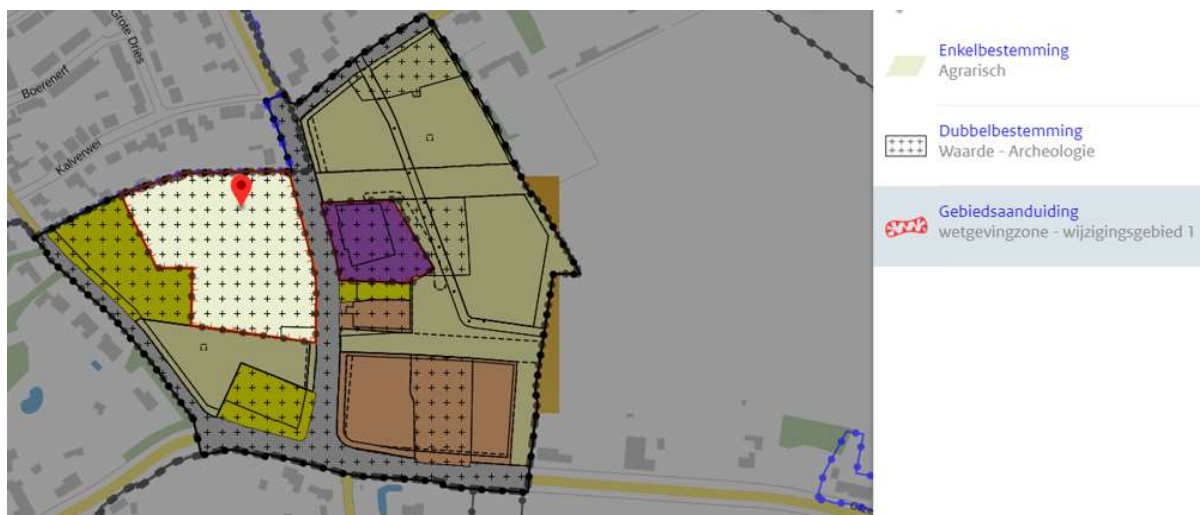 Grote Dries
Boerenerf
Kalverwei
Enkelbestemming
Agrarisch
Dubbelbestemming
Waarde - Archeologie
Gebiedsaanduiding
wetgevingzone - wijzigingsgebied 1